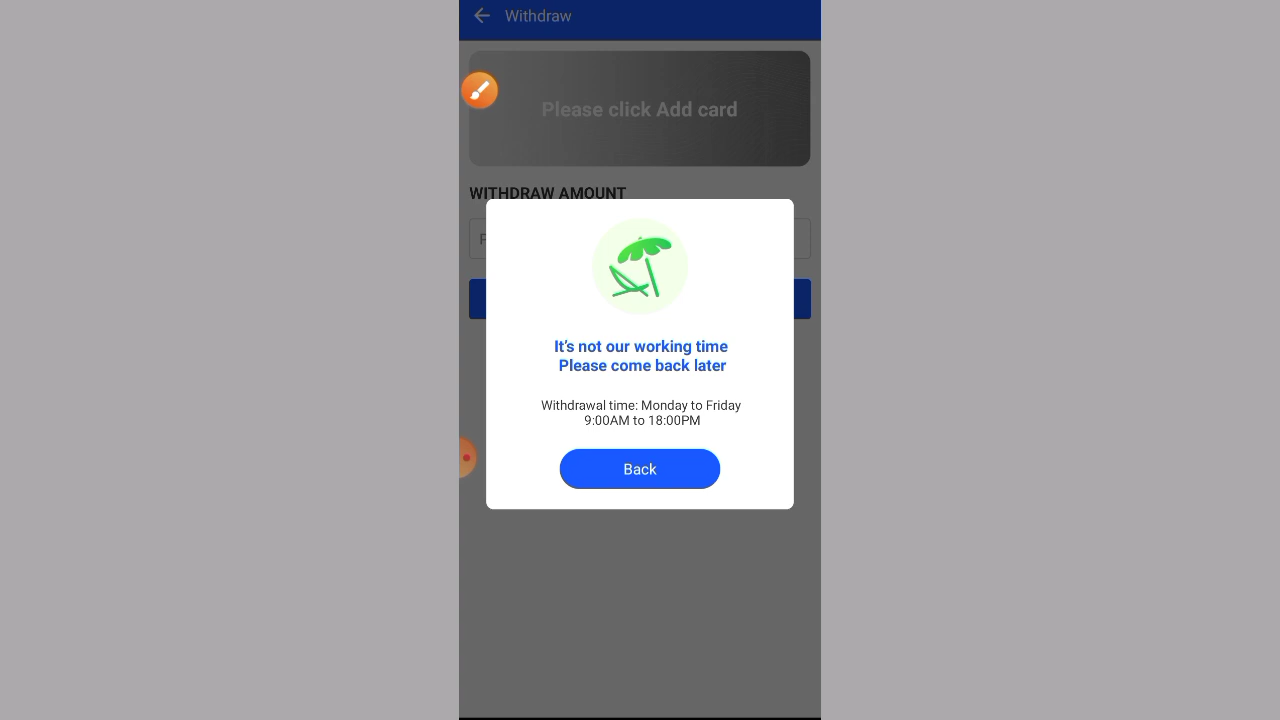 Withdraw
Please click Add card
WITHDRAW AMOUNT
It's not our working time
Please come back later
Withdrawal time: Monday to Friday
9:00AM to 18:00PM
Back